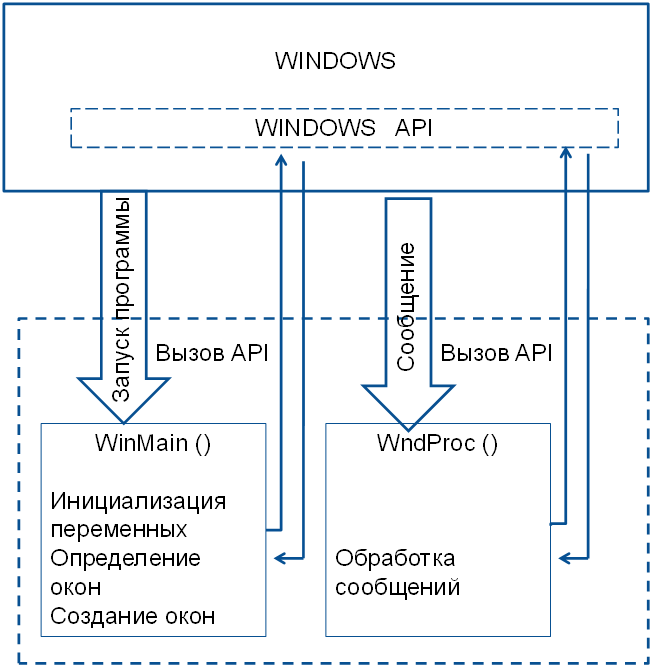 WINDOWS
WINDOWS API
Запуск программы
Сообщение
Вызов API
Вызов API
WinMain ()
Инициализация
переменных
Определение
окон
Создание окон
WndProc ()
Обработка
сообщений